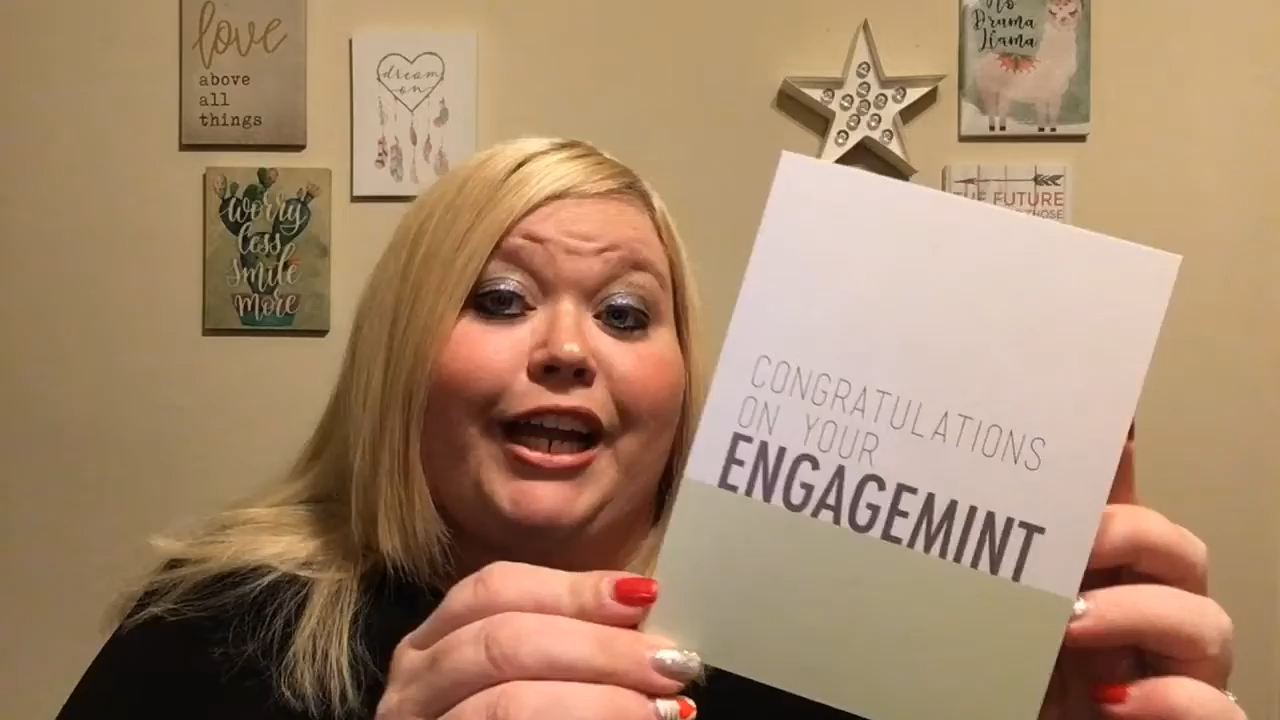 love
above
all
things
dream
on
worry
less
smile
more
No
Drama
Llama
THE FUTURE
THOSE
CONGRATULATIONS
ON YOUR
ENGAGEMINT